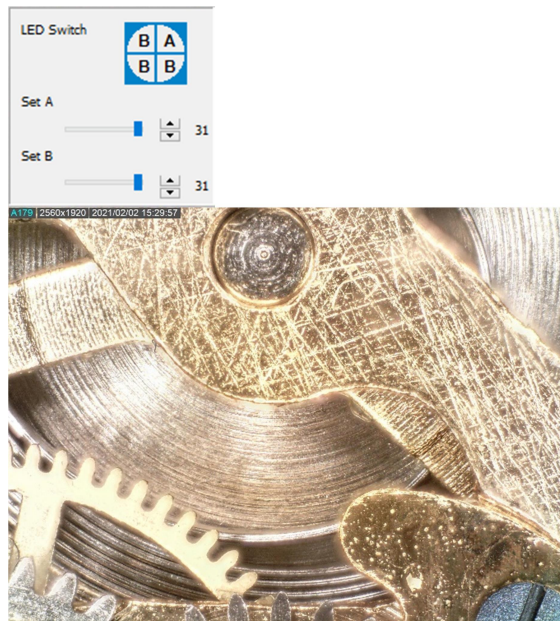 LED Switch
B A
B B
Set A
31
Set B
31
A179 2560x1920 2021/02/02 15:29:57